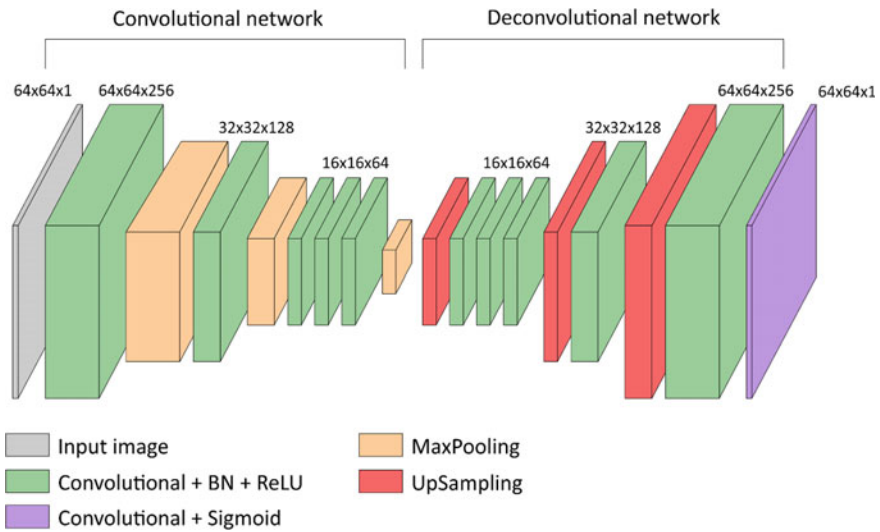 Convolutional network
Deconvolutional network
64x64x1
64x64x256
32x32x128
16x16x64
16x16x64
32x32x128
64x64x256
64x64x1
Input image
Convolutional + BN + ReLU
Convolutional + Sigmoid
MaxPooling
UpSampling